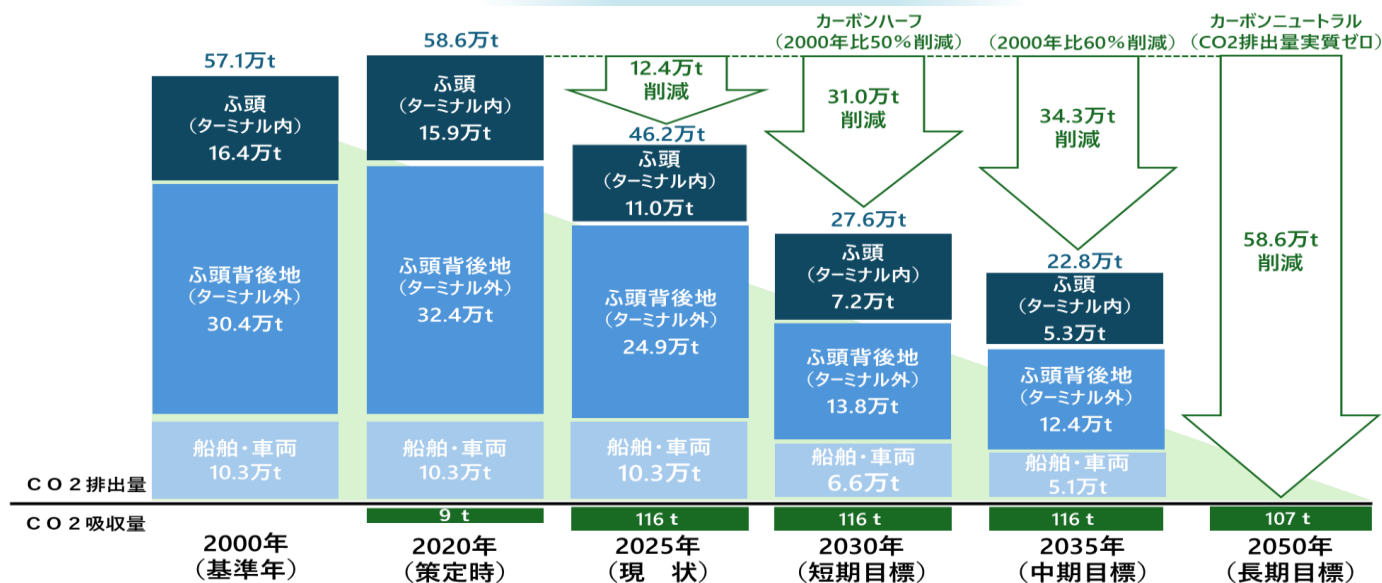 57.1万t
ふ頭
（ターミナル内）
16.4万t
ふ頭背後地
（ターミナル外）
30.4万t
船舶・車両
10.3万t
58.6万t
ふ頭
（ターミナル内）
15.9万t
ふ頭背後地
（ターミナル外）
32.4万t
船舶・車両
10.3万t
9 t
12.4万t
削減
46.2万t
ふ頭
（ターミナル内）
11.0万t
ふ頭背後地
（ターミナル外）
24.9万t
船舶・車両
10.3万t
116 t
カーボンハーフ
（2000年比50％削減）
31.0万t
削減
27.6万t
ふ頭
（ターミナル内）
7.2万t
ふ頭背後地
（ターミナル外）
13.8万t
船舶・車両
6.6万t
116 t
（2000年比60％削減）
34.3万t
削減
22.8万t
ふ頭
（ターミナル内）
5.3万t
ふ頭背後地
（ターミナル外）
12.4万t
船舶・車両
5.1万t
116 t
カーボンニュートラル
（CO2排出量実質ゼロ）
58.6万t
削減
107 t
ＣＯ２排出量
ＣＯ２吸収量
2000年
（基準年）
2020年
（策定時）
2025年
（現　状）
2030年
（短期目標）
2035年
（中期目標）
2050年
（長期目標）